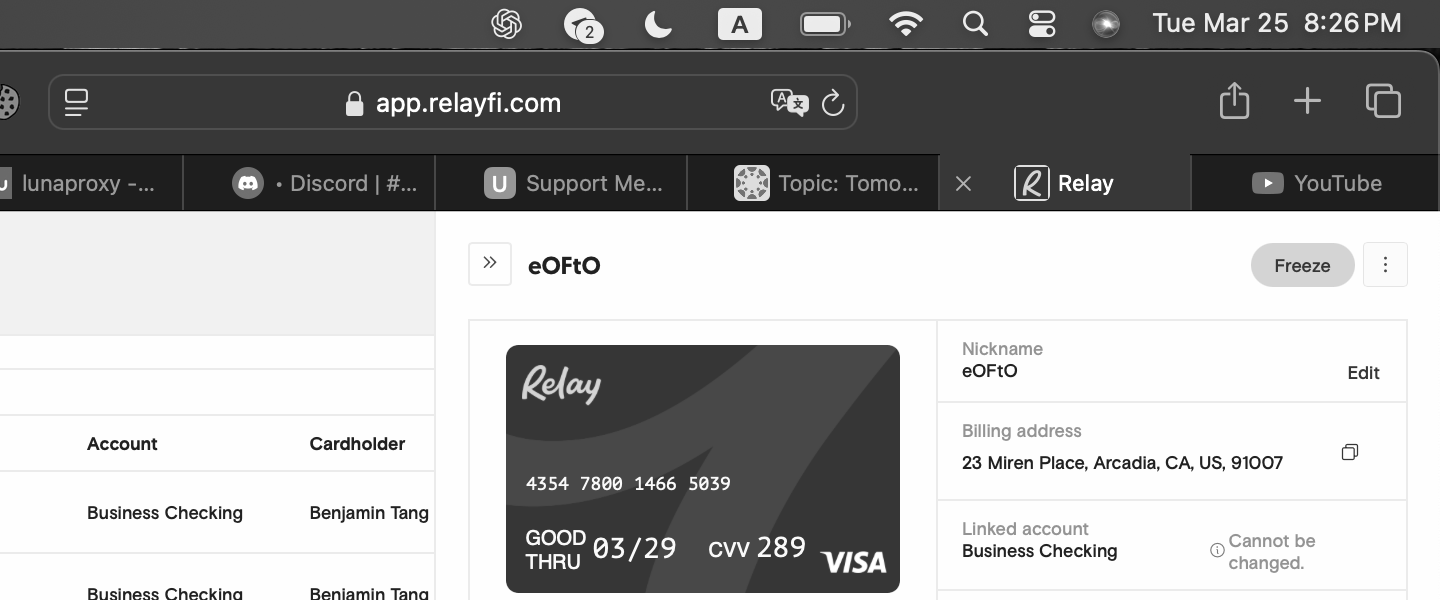 2
A
Tue Mar 25 8:26 PM
app.relayfi.com
lunaproxy -...
• Discord | #...
U
Support Me...
Topic: Tomo...
Relay
YouTube
eOFtO
Freeze
Nickname
eOFtO
Edit
Relay
Billing address
23 Miren Place, Arcadia, CA, US, 91007
Account
Cardholder
4354 7800 1466 5039
Business Checking
Benjamin Tang
GOOD THRU 03/29
CVV 289
VISA
Linked account
Business Checking
Cannot be
changed.
Business Checking
Benjamin Tang